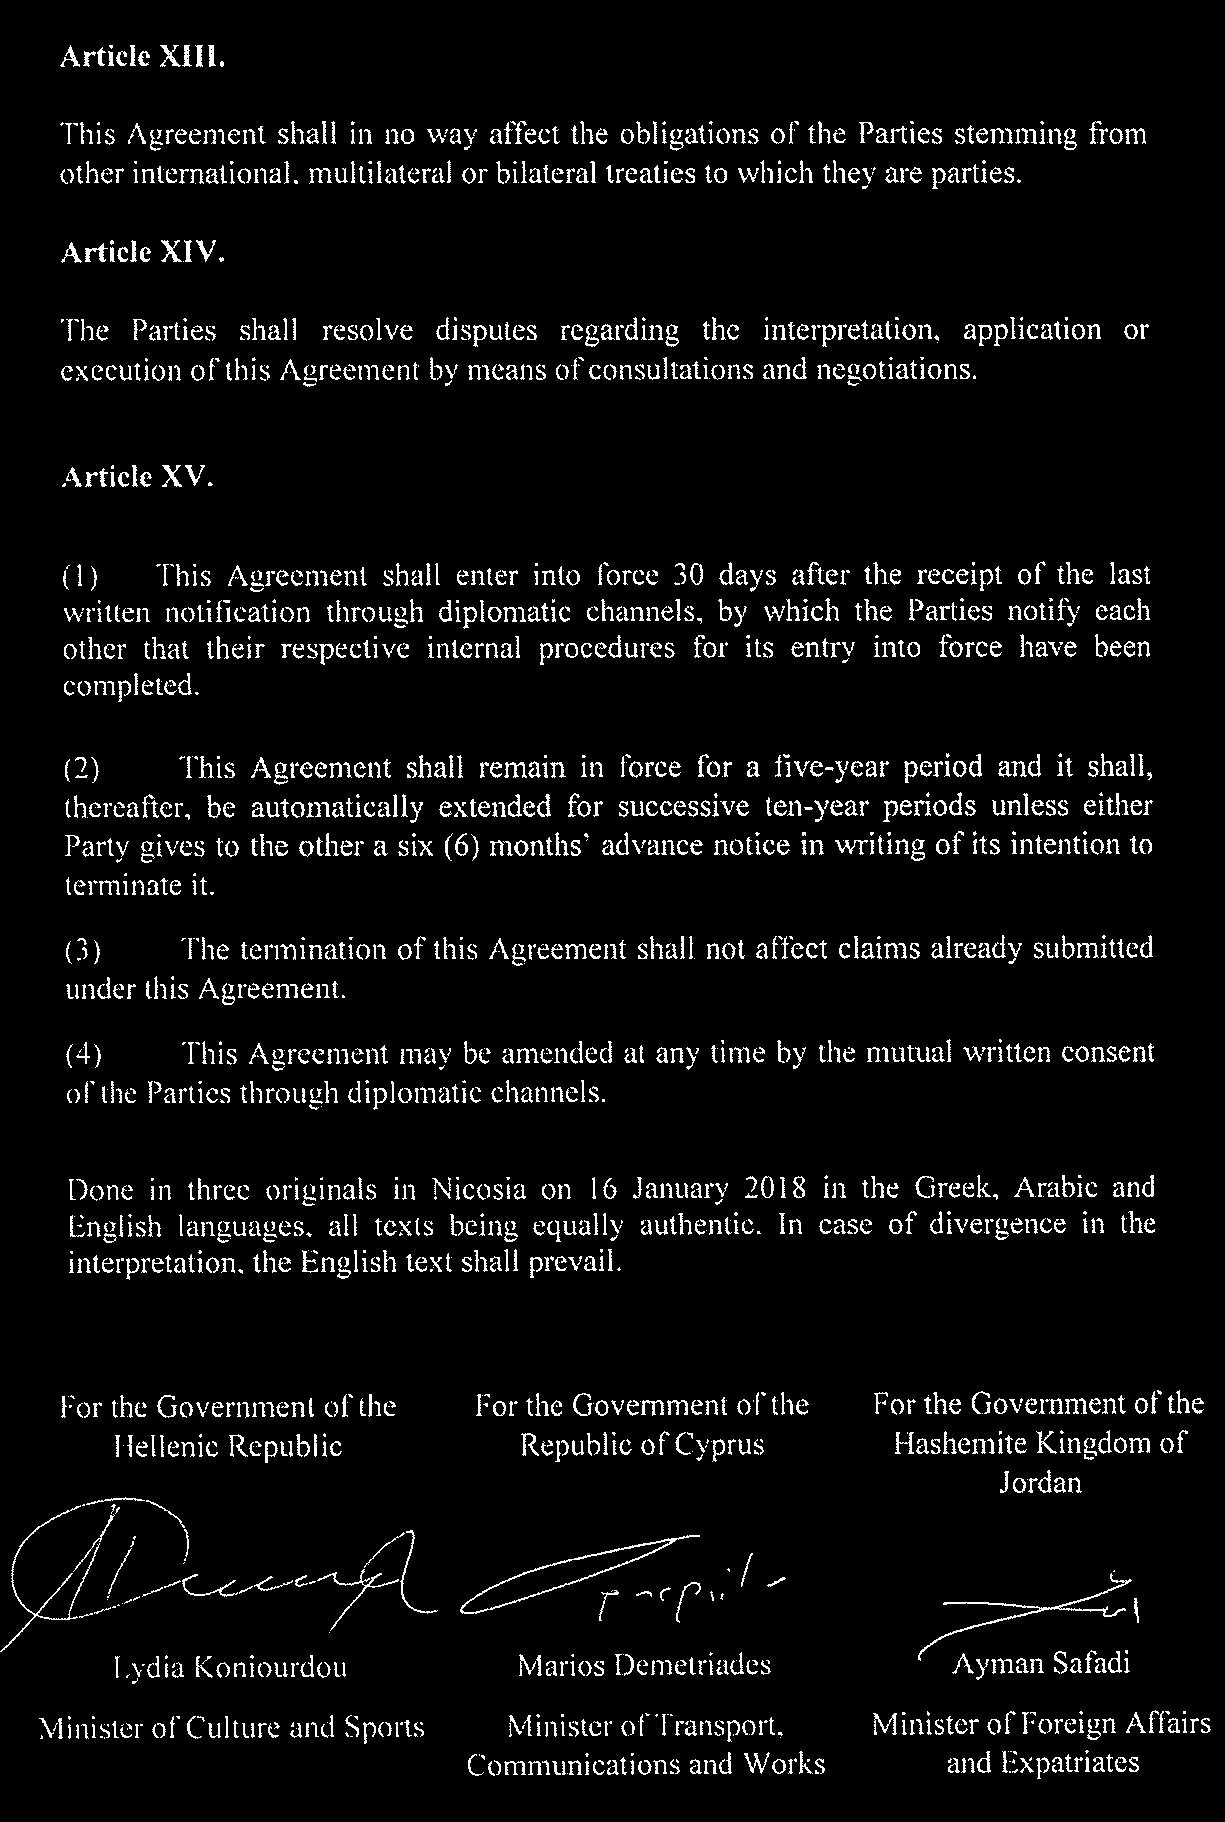 Article XIII.
This Agreement shall in no way affect the obligations of the Parties stemming from
other international, multilateral or bilateral treaties to which they are parties.
Article XIV.
The Parties shall resolve disputes regarding the interpretation, application or
execution of this Agreement by means of consultations and negotiations.
Article XV.
(1) This Agreement shall enter into force 30 days after the receipt of the last
written notification through diplomatic channels, by which the Parties notify each
other that their respective internal procedures for its entry into force have been
completed.
(2) This Agreement shall remain in force for a five-year period and it shall,
thereafter, be automatically extended for successive ten-year periods unless either
Party gives to the other a six (6) months' advance notice in writing of its intention to
terminate it.
(3) The termination of this Agreement shall not affect claims already submitted
under this Agreement.
(4) This Agreement may be amended at any time by the mutual written consent
of the Parties through diplomatic channels.
Done in three originals in Nicosia on 16 January 2018 in the Greek, Arabic and
English languages, all texts being equally authentic. In case of divergence in the
interpretation, the English text shall prevail.
For the Government of the
Hellenic Republic
Lydia Koniourdou
Minister of Culture and Sports
For the Government of the
Republic of Cyprus
Marios Demetriades
Minister of Transport,
Communications and Works
For the Government of the
Hashemite Kingdom of
Jordan
Ayman Safadi
Minister of Foreign Affairs
and Expatriates